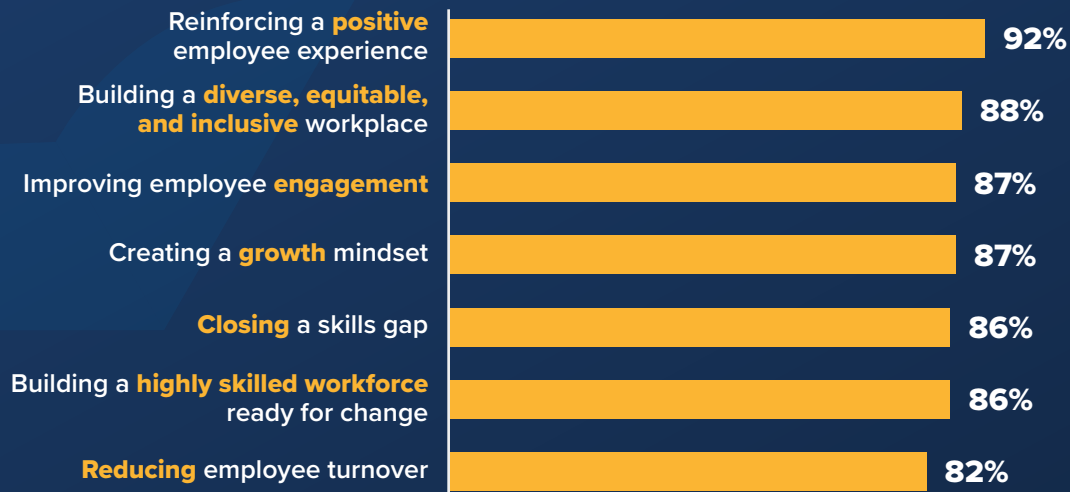 Reinforcing a positive
employee experience
92%
Building a diverse, equitable,
and inclusive workplace
88%
Improving employee engagement
87%
Creating a growth mindset
87%
Closing a skills gap
86%
Building a highly skilled workforce
ready for change
86%
Reducing employee turnover
82%